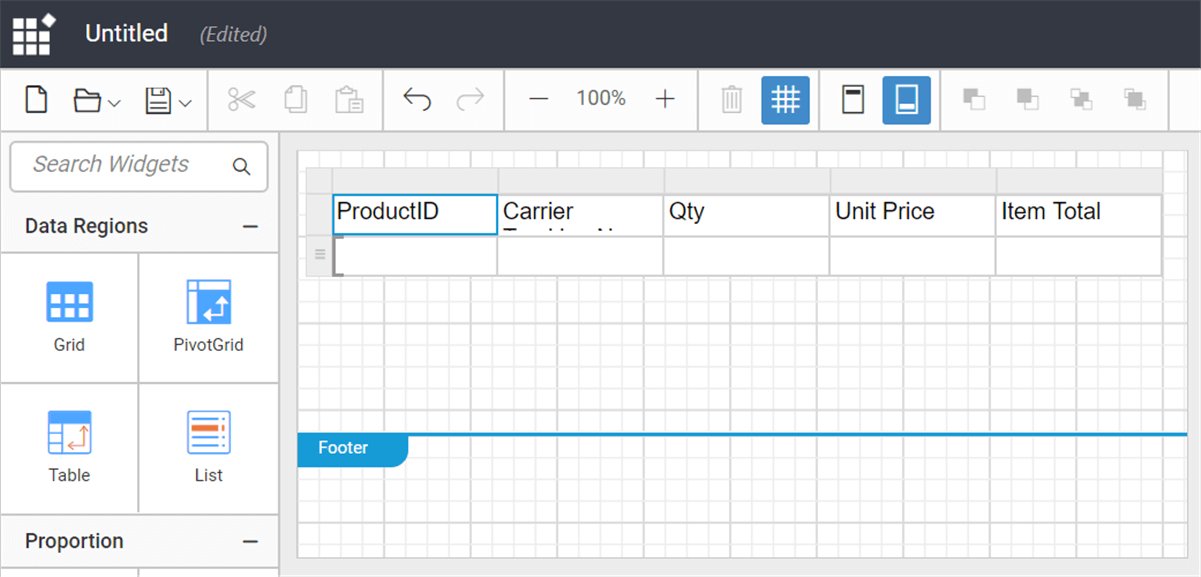 Untitled (Edited)
100%
Search Widgets
Data Regions
Grid
PivotGrid
Table
List
Proportion
ProductID
Carrier
Qty
Unit Price
Item Total
Footer